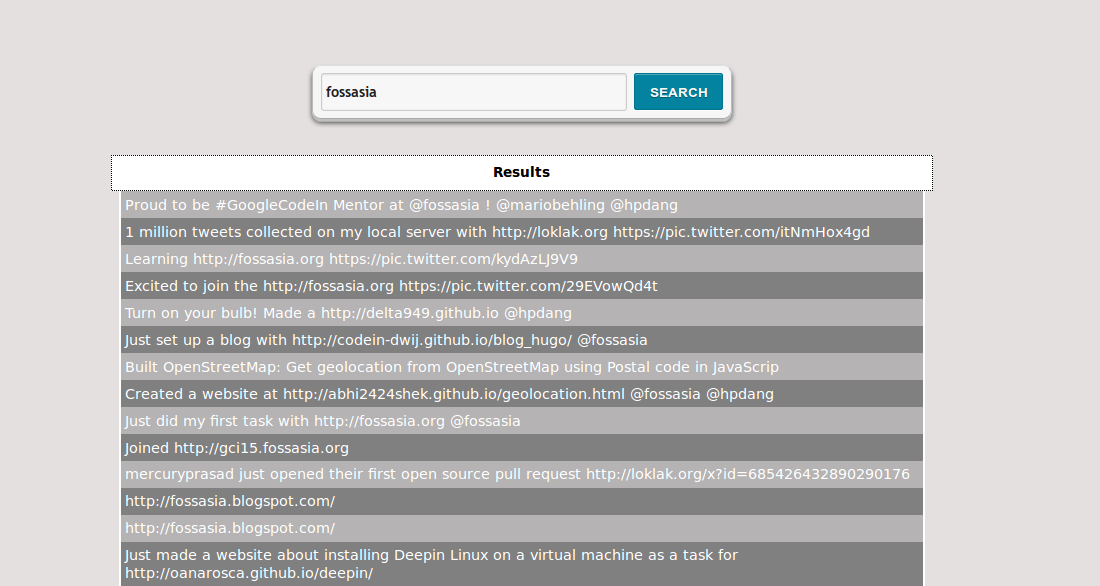 fossasia
SEARCH
Results
Proud to be #GoogleCodeIn Mentor at @fossasia ! @mariobehling @hpdang
1 million tweets collected on my local server with http://loklak.org https://pic.twitter.com/itNmHox4gd
Learning http://fossasia.org https://pic.twitter.com/kydAzLJ9V9
Excited to join the http://fossasia.org https://pic.twitter.com/29EVowQd4t
Turn on your bulb! Made a http://delta949.github.io @hpdang
Just set up a blog with http://codein-dwij.github.io/blog_hugo/ @fossasia
Built OpenStreetMap: Get geolocation from OpenStreetMap using Postal code in JavaScrip
Created a website at http://abhi2424shek.github.io/geolocation.html @fossasia @hpdang
Just did my first task with http://fossasia.org @fossasia
Joined http://gci15.fossasia.org
mercuryprasad just opened their first open source pull request http://loklak.org/x?id=685426432890290176
http://fossasia.blogspot.com/
http://fossasia.blogspot.com/
Just made a website about installing Deepin Linux on a virtual machine as a task for
http://oanarosca.github.io/deepin/